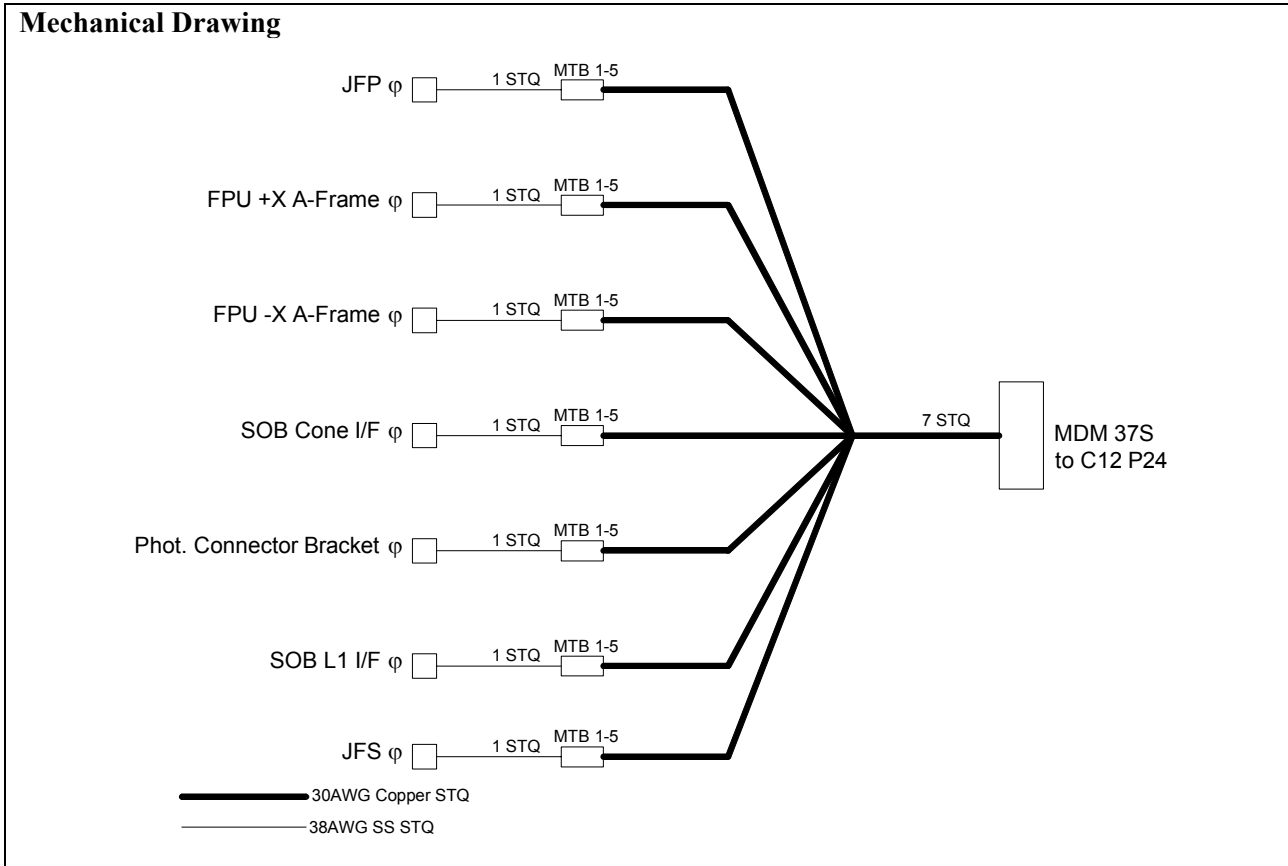 Mechanical Drawing
JFP φ
1 STQ
MTB 1-5
FPU +X A-Frame φ
1 STQ
MTB 1-5
FPU -X A-Frame φ
1 STQ
MTB 1-5
SOB Cone I/F φ
1 STQ
MTB 1-5
7 STQ
MDM 37S
to C12 P24
Phot. Connector Bracket φ
1 STQ
MTB 1-5
SOB L1 I/F φ
1 STQ
MTB 1-5
JFS φ
1 STQ
MTB 1-5
30AWG Copper STQ
38AWG SS STQ